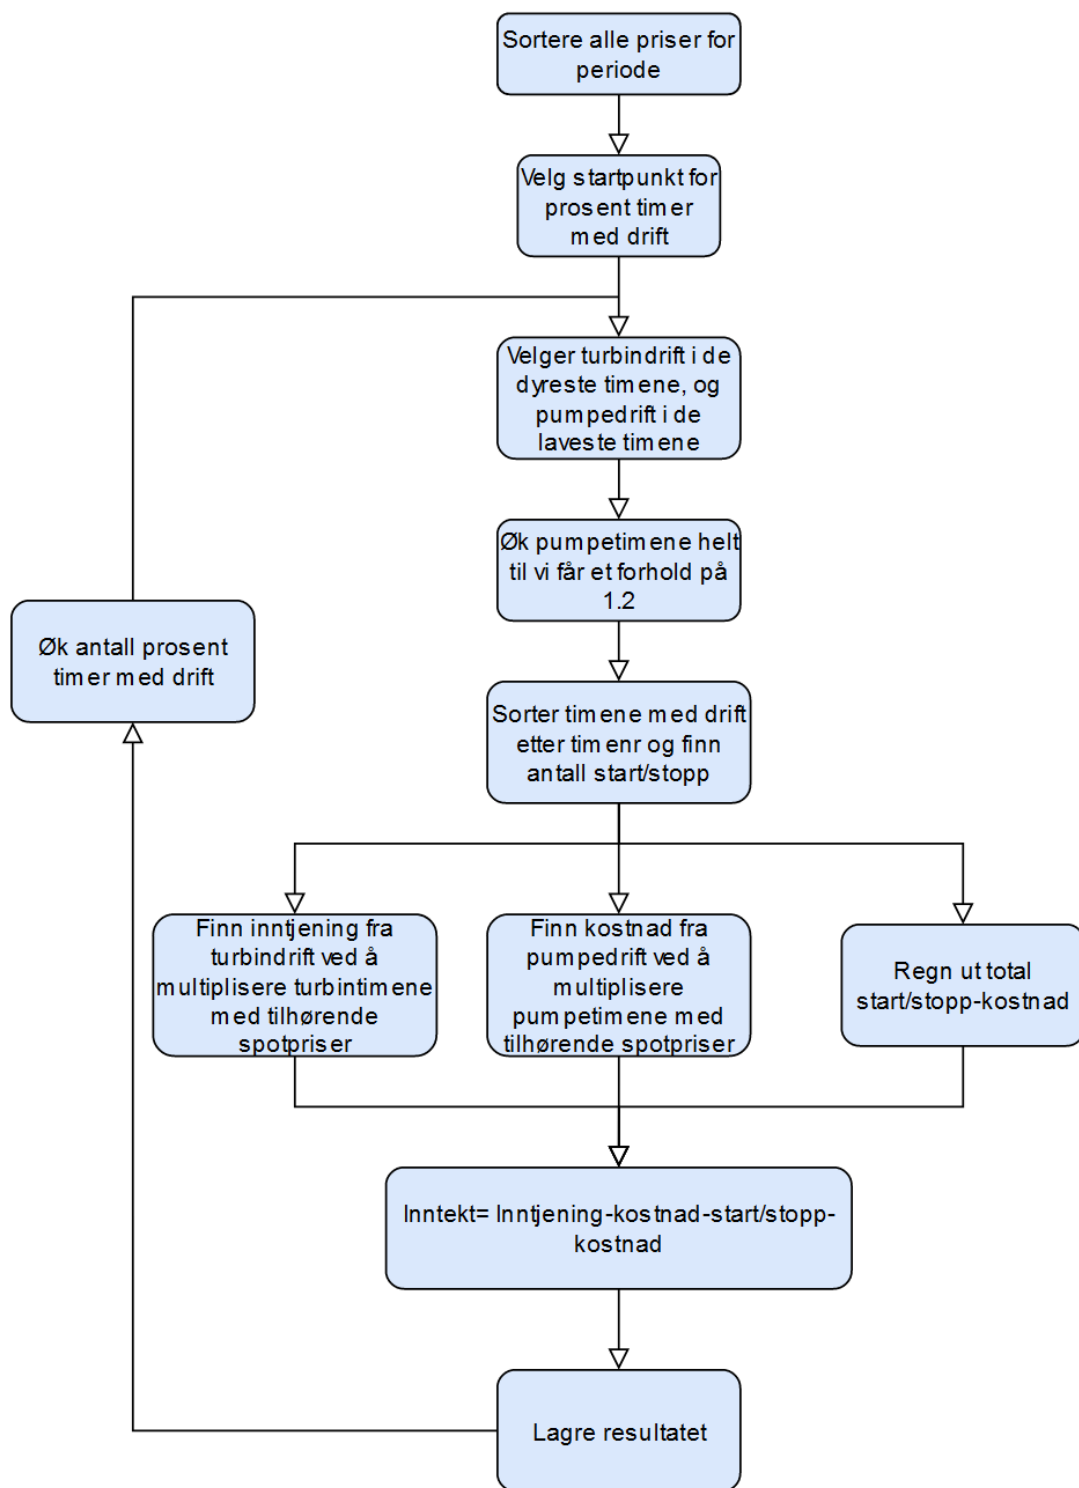 Sortere alle priser for
periode
Velg startpunkt for
prosent timer
med drift
Velger turbindrift i de
dyreste timene, og
pumpedrift i de
laveste timene
Øk pumpetimene helt
til vi får et forhold på
1.2
Øk antall prosent
timer med drift
Sorter timene med drift
etter timenr og finn
antall start/stopp
Finn inntjening fra
turbindrift ved å
multiplisere turbintimene
med tilhørende
spotpriser
Finn kostnad fra
pumpedrift ved å
multiplisere
pumpetimene med
tilhørende spotpriser
Regn ut total
start/stopp-kostnad
Inntekt= Inntjening-kostnad-start/stopp-
kostnad
Lagre resultatet